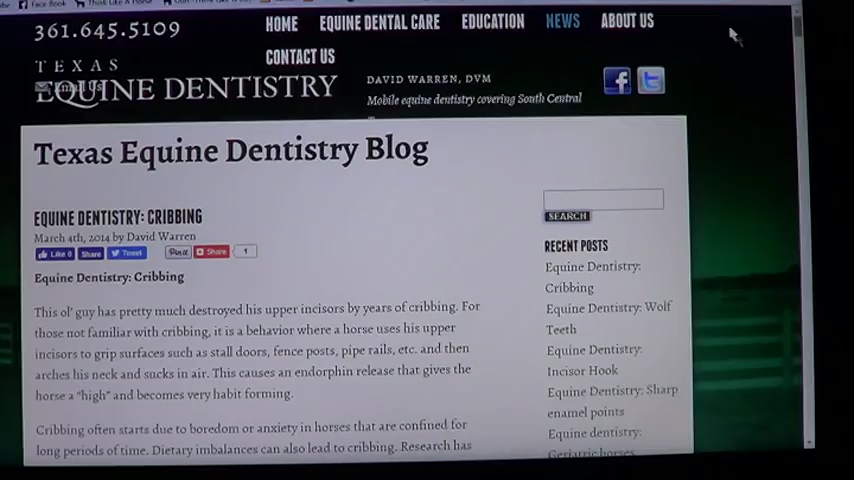 Face Book
361.645.5109
HOME EQUINE DENTAL CARE EDUCATION NEWS ABOUT US
CONTACT US
TEXAS
EQUINE DENTISTRY
Email Us
DAVID WARREN, DVM
Mobile equine dentistry covering South Central
Texas Equine Dentistry Blog
EQUINE DENTISTRY: CRIBBING
March 4th, 2014 by David Warren
Like 0 Share Tweet Pin it Share 1
Equine Dentistry: Cribbing
This ol' guy has pretty much destroyed his upper incisors by years of cribbing. For
those not familiar with cribbing, it is a behavior where a horse uses his upper
incisors to grip surfaces such as stall doors, fence posts, pipe rails, etc. and then
arches his neck and sucks in air. This causes an endorphin release that gives the
horse a "high" and becomes very habit forming.
Cribbing often starts due to boredom or anxiety in horses that are confined for
long periods of time. Dietary imbalances can also lead to cribbing. Research has
SEARCH
RECENT POSTS
Equine Dentistry:
Cribbing
Equine Dentistry: Wolf
Teeth
Equine Dentistry:
Incisor Hook
Equine Dentistry: Sharp
enamel points
Equine dentistry:
Geriatric horses